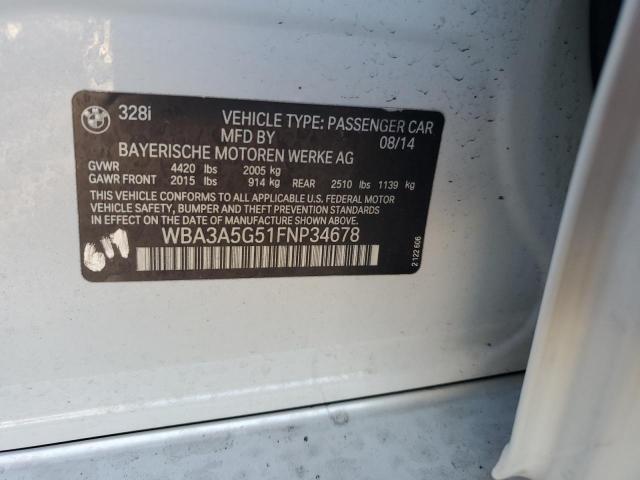 328i VEHICLE TYPE: PASSENGER CAR
MFD BY 08/14
BAYERISCHE MOTOREN WERKE AG
GVWR 4420 lbs 2005 kg
GAWR FRONT 2015 lbs 914 kg REAR 2510 lbs 1139 kg
THIS VEHICLE CONFORMS TO ALL APPLICABLE U.S. FEDERAL MOTOR
VEHICLE SAFETY, BUMPER, AND THEFT PREVENTION STANDARDS
IN EFFECT ON THE DATE OF MANUFACTURE SHOWN ABOVE.
WBA3A5G51FNP34678
2 122 606